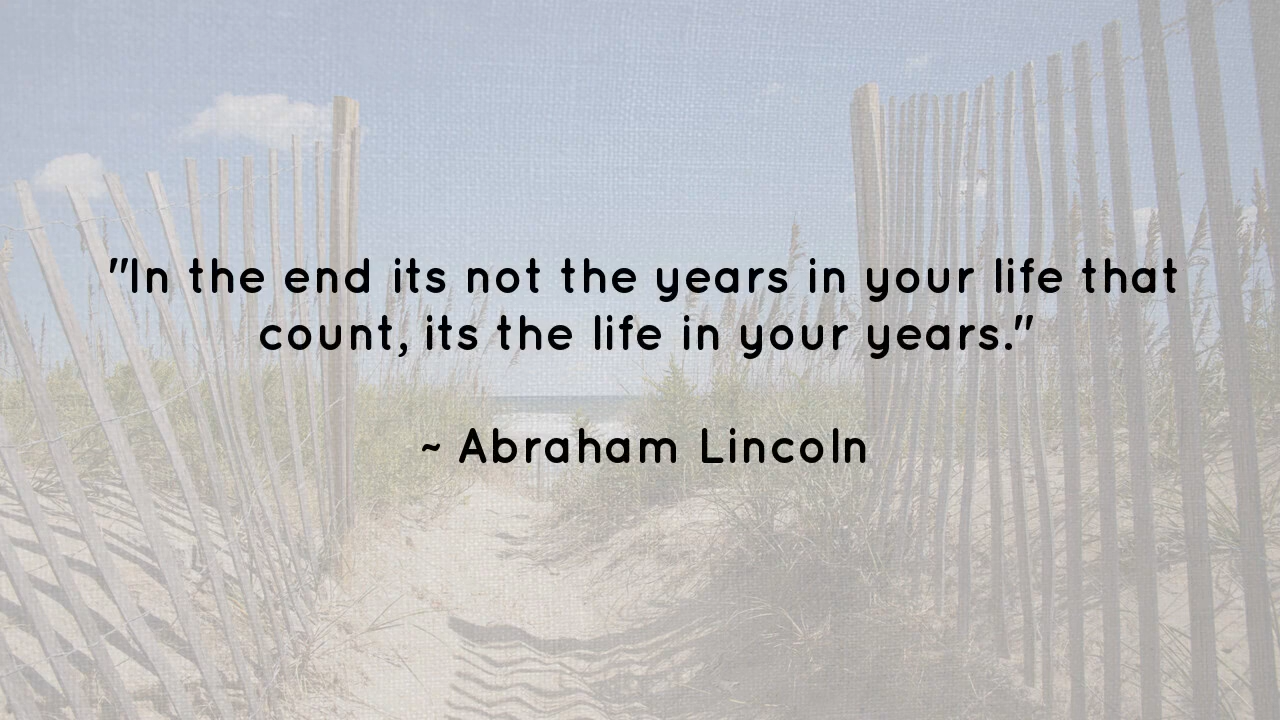 "In the end its not the years in your life that
count, its the life in your years."
~ Abraham Lincoln